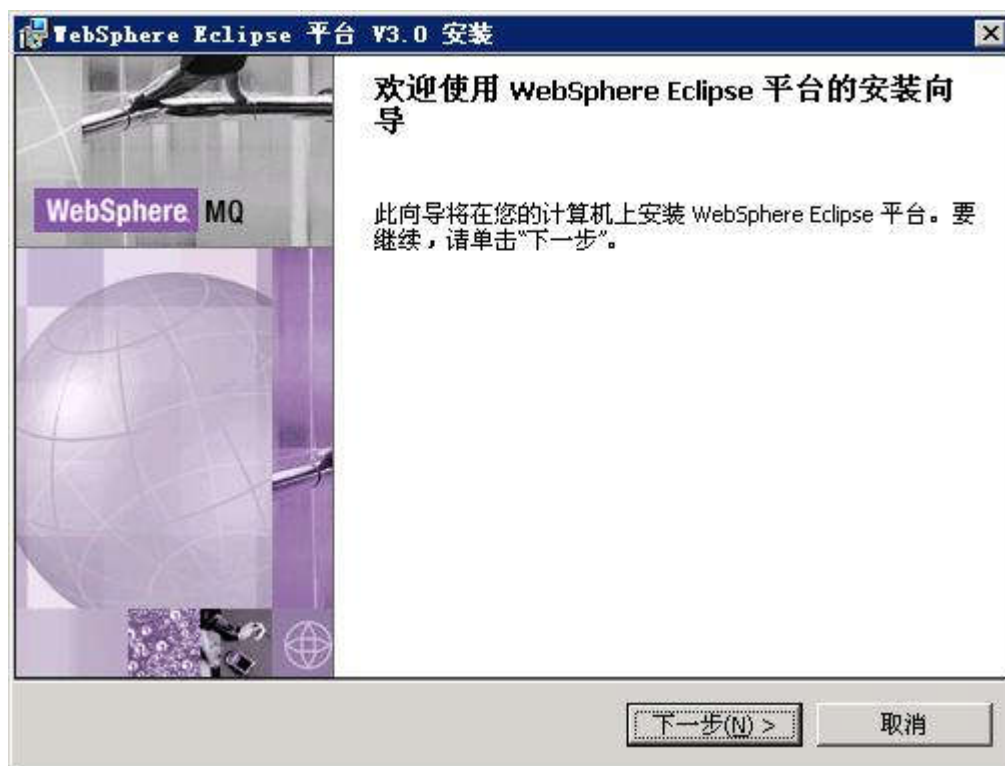 WebSphere Eclipse 平台 V3.0 安装
欢迎使用 WebSphere Eclipse 平台的安装向
导
WebSphere MQ
此向导将在您的计算机上安装 WebSphere Eclipse 平台。要
继续，请单击“下一步”。
下一步(N) >
取消